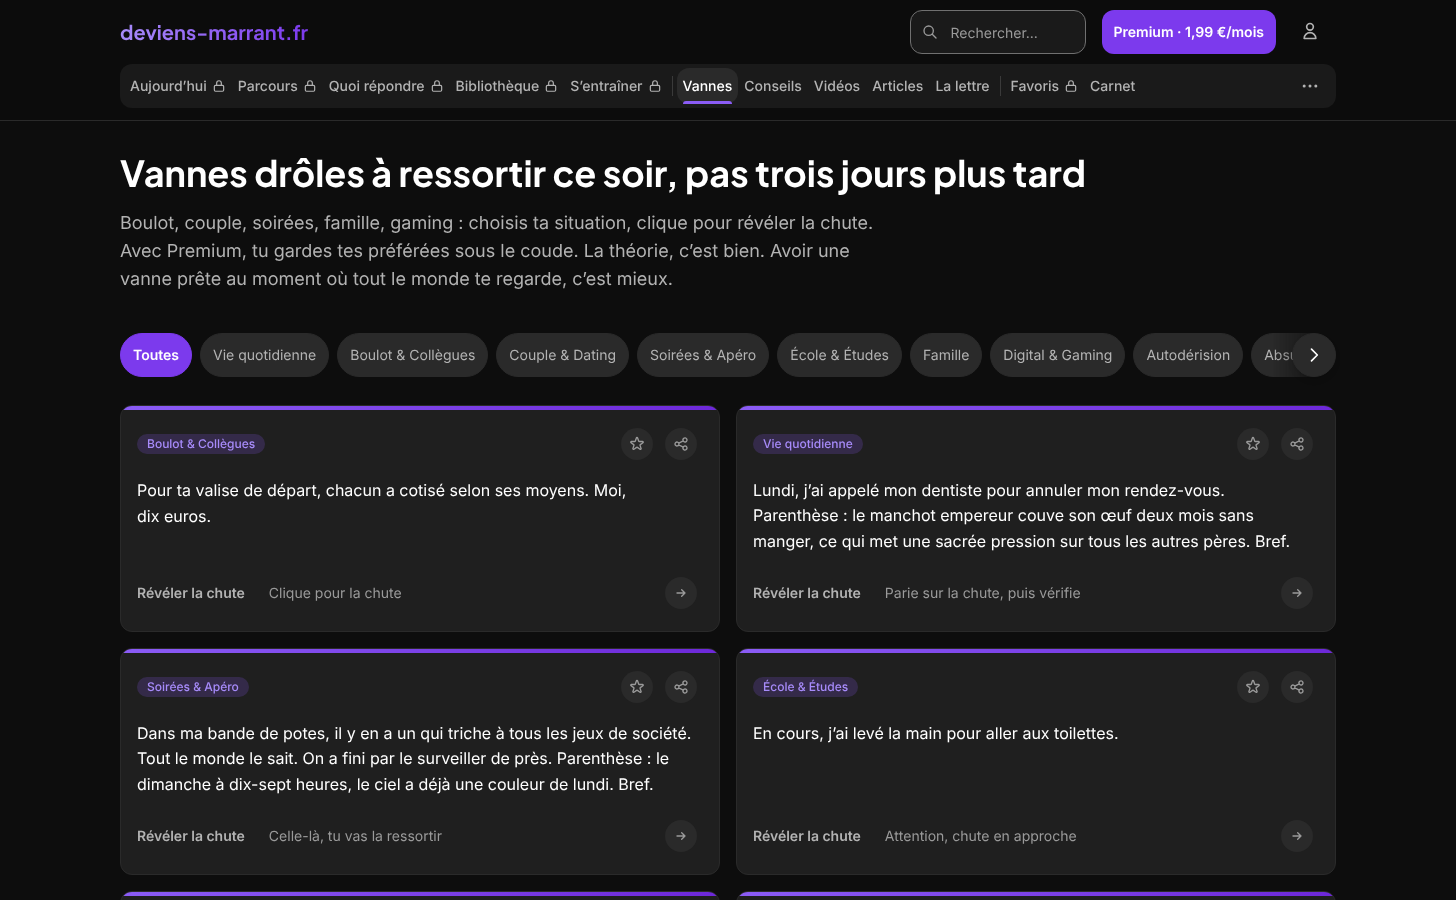 deviens-marrant.fr
Rechercher...
Premium · 1,99 €/mois
Aujourd’hui Parcours Quoi répondre Bibliothèque S’entraîner Vannes Conseils Vidéos Articles La lettre Favoris Carnet
Vannes drôles à ressortir ce soir, pas trois jours plus tard
Boulot, couple, soirées, famille, gaming : choisis ta situation, clique pour révéler la chute.
Avec Premium, tu gardes tes préférées sous le coude. La théorie, c’est bien. Avoir une
vanne prête au moment où tout le monde te regarde, c’est mieux.
Toutes Vie quotidienne Boulot & Collègues Couple & Dating Soirées & Apéro École & Études Famille Digital & Gaming Autodérision
Boulot & Collègues
Pour ta valise de départ, chacun a cotisé selon ses moyens. Moi,
dix euros.
Révéler la chute Clique pour la chute
Vie quotidienne
Lundi, j’ai appelé mon dentiste pour annuler mon rendez-vous.
Parenthèse : le manchot empereur couve son œuf deux mois sans
manger, ce qui met une sacrée pression sur tous les autres pères. Bref.
Révéler la chute Parie sur la chute, puis vérifie
Soirées & Apéro
Dans ma bande de potes, il y en a un qui triche à tous les jeux de société.
Tout le monde le sait. On a fini par le surveiller de près. Parenthèse : le
dimanche à dix-sept heures, le ciel a déjà une couleur de lundi. Bref.
Révéler la chute Celle-là, tu vas la ressortir
École & Études
En cours, j’ai levé la main pour aller aux toilettes.
Révéler la chute Attention, chute en approche